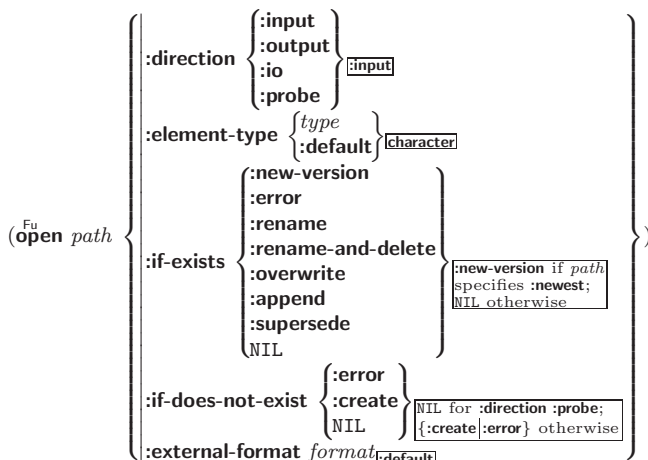 :input
:output
:direction
:input
:io
:probe
type
:element-type
character
:default
:new-version
:error
Fu
:rename
(open path
:rename-and-delete
)
:if-exists
:overwrite
:new-version if path
:append
specifies :newest;
:supersede
NIL otherwise
NIL
:error
:if-does-not-exist
:create
NIL for :direction :probe;
NIL
{:create|:error} otherwise
:external-format format :default